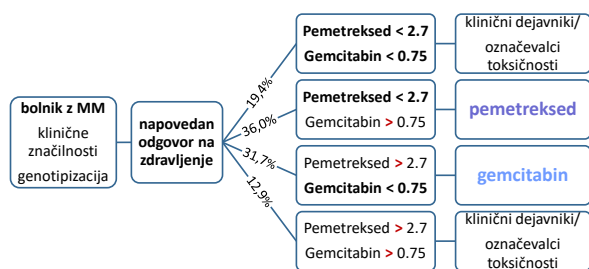 bolnik z MM
klinične
značilnosti
genotipizacija
napovedan
odgovor na
zdravljenje
19,4%
36,0%
31,7%
12,9%
Pemetreksed < 2.7
Gemcitabin < 0.75
klinični dejavniki/
označevalci
toksičnosti
Pemetreksed < 2.7
Gemcitabin > 0.75
pemetreksed
Pemetreksed > 2.7
Gemcitabin < 0.75
gemcitabin
Pemetreksed > 2.7
Gemcitabin > 0.75
klinični dejavniki/
označevalci
toksičnosti